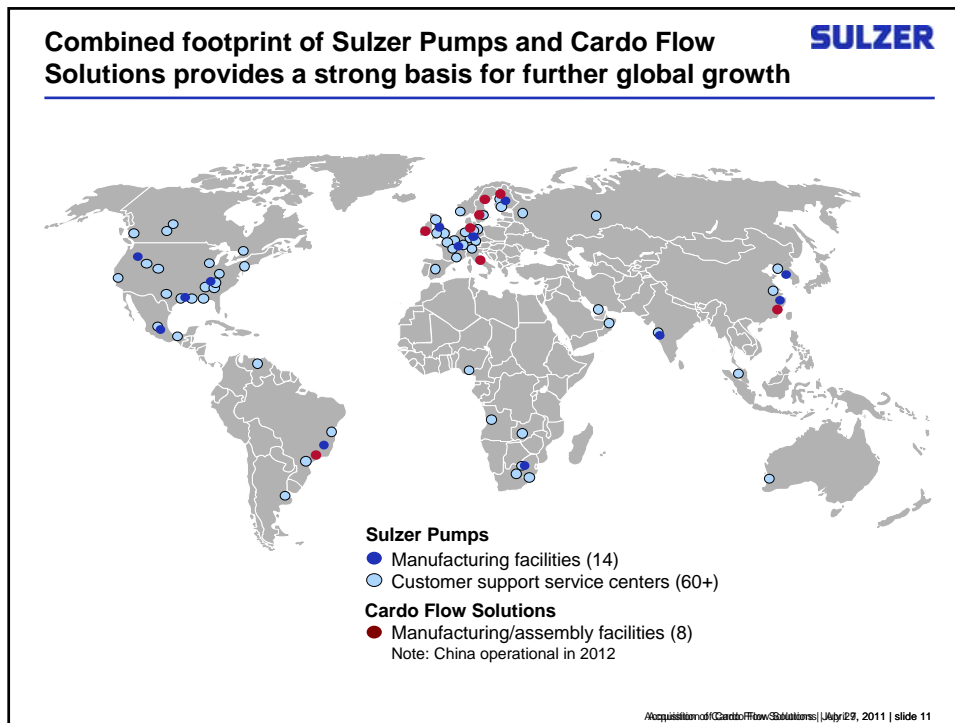 Combined footprint of Sulzer Pumps and Cardo Flow
Solutions provides a strong basis for further global growth
SULZER
Sulzer Pumps
Manufacturing facilities (14)
Customer support service centers (60+)
Cardo Flow Solutions
Manufacturing/assembly facilities (8)
Note: China operational in 2012
2011 | slide 11